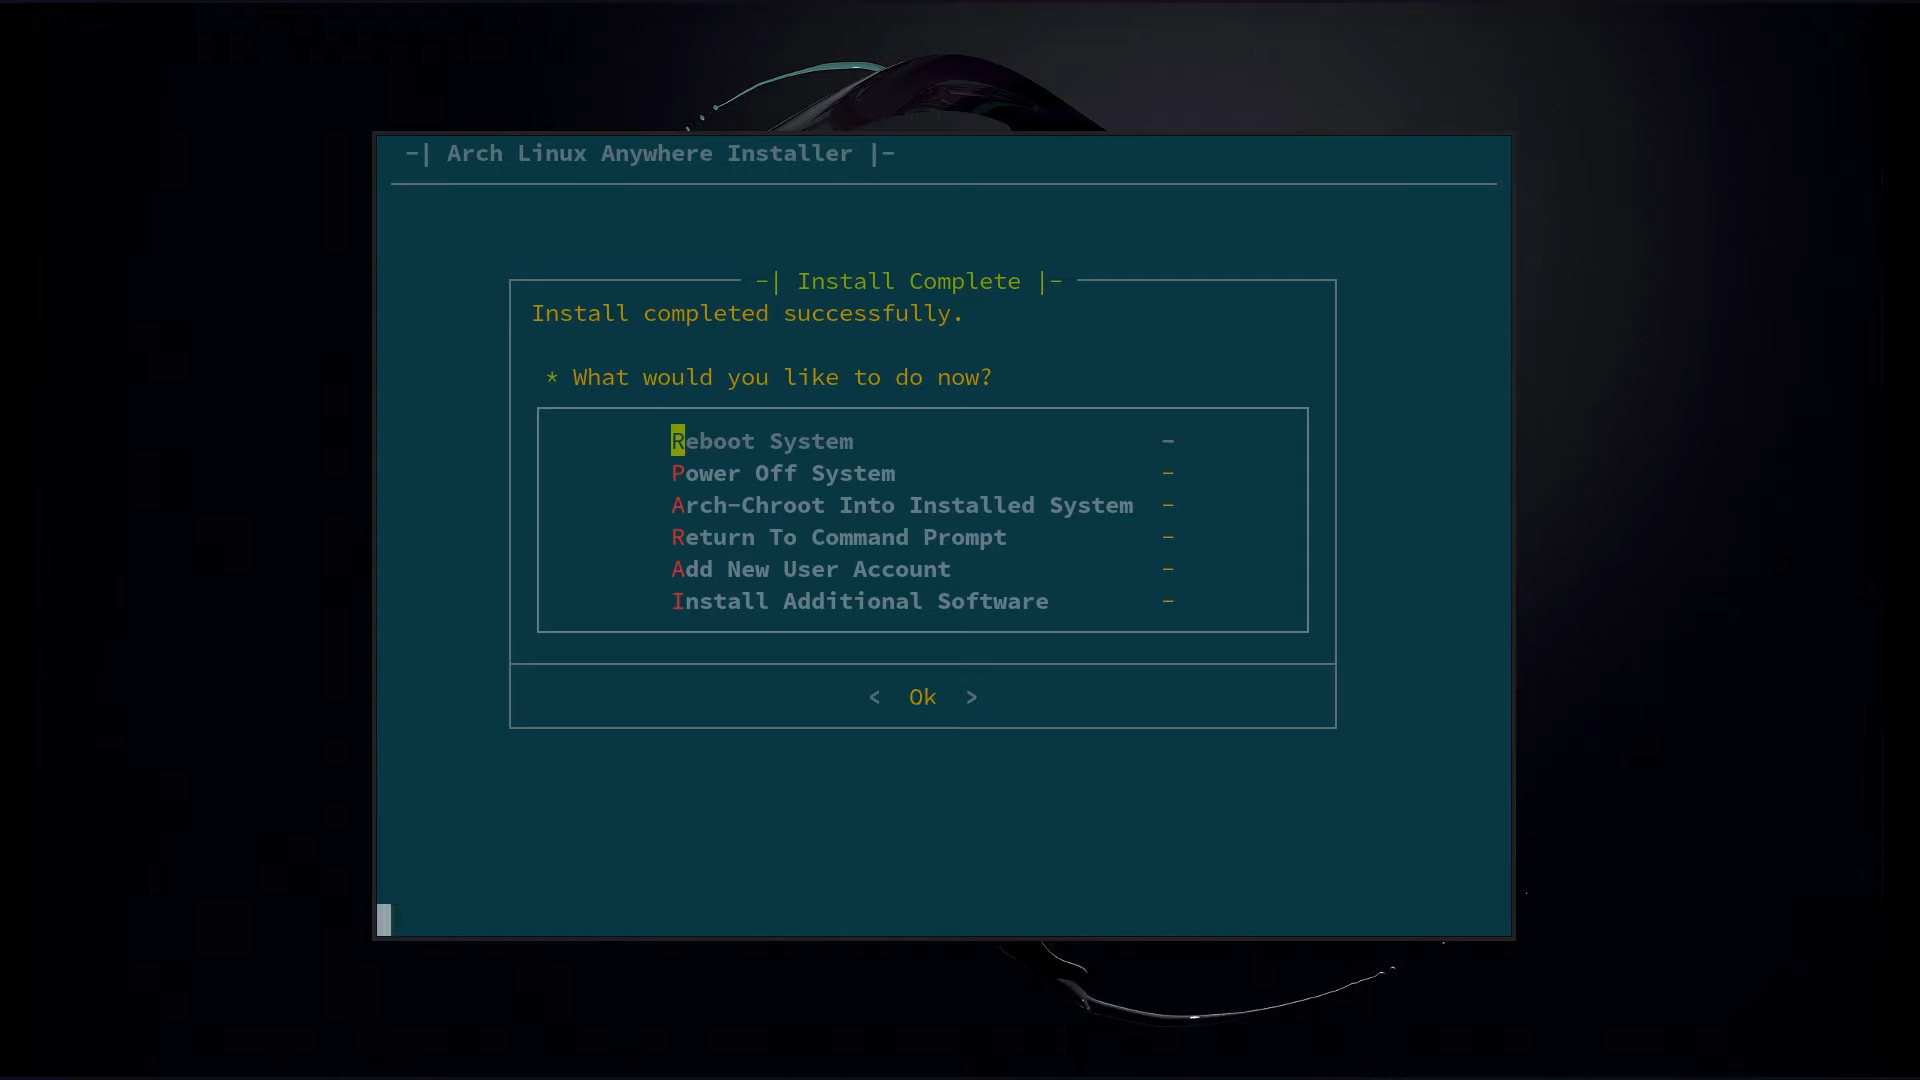 -| Arch Linux Anywhere Installer |-
-| Install Complete |-
Install completed successfully.
* What would you like to do now?
Reboot System -
Power Off System -
Arch-Chroot Into Installed System -
Return To Command Prompt -
Add New User Account -
Install Additional Software -
< Ok >